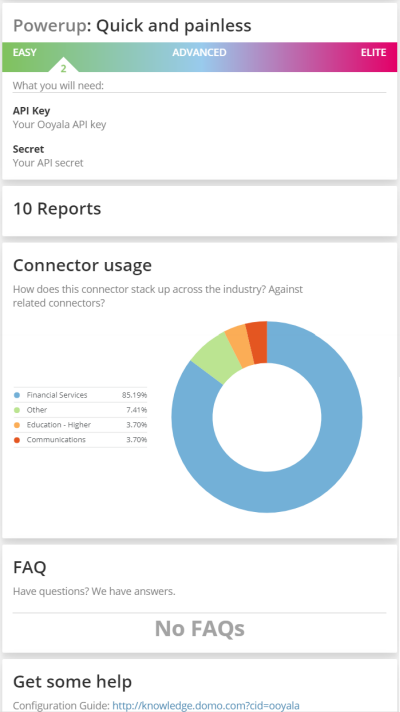 Powerup: Quick and painless
EASY ADVANCED ELITE
2
What you will need:
API Key
Your Ooyala API key
Secret
Your API secret
10 Reports
Connector usage
How does this connector stack up across the industry? Against
related connectors?
Financial Services 85.19%
Other 7.41%
Education - Higher 3.70%
Communications 3.70%
FAQ
Have questions? We have answers.
No FAQs
Get some help
Configuration Guide: http://knowledge.domo.com?cid=ooyala